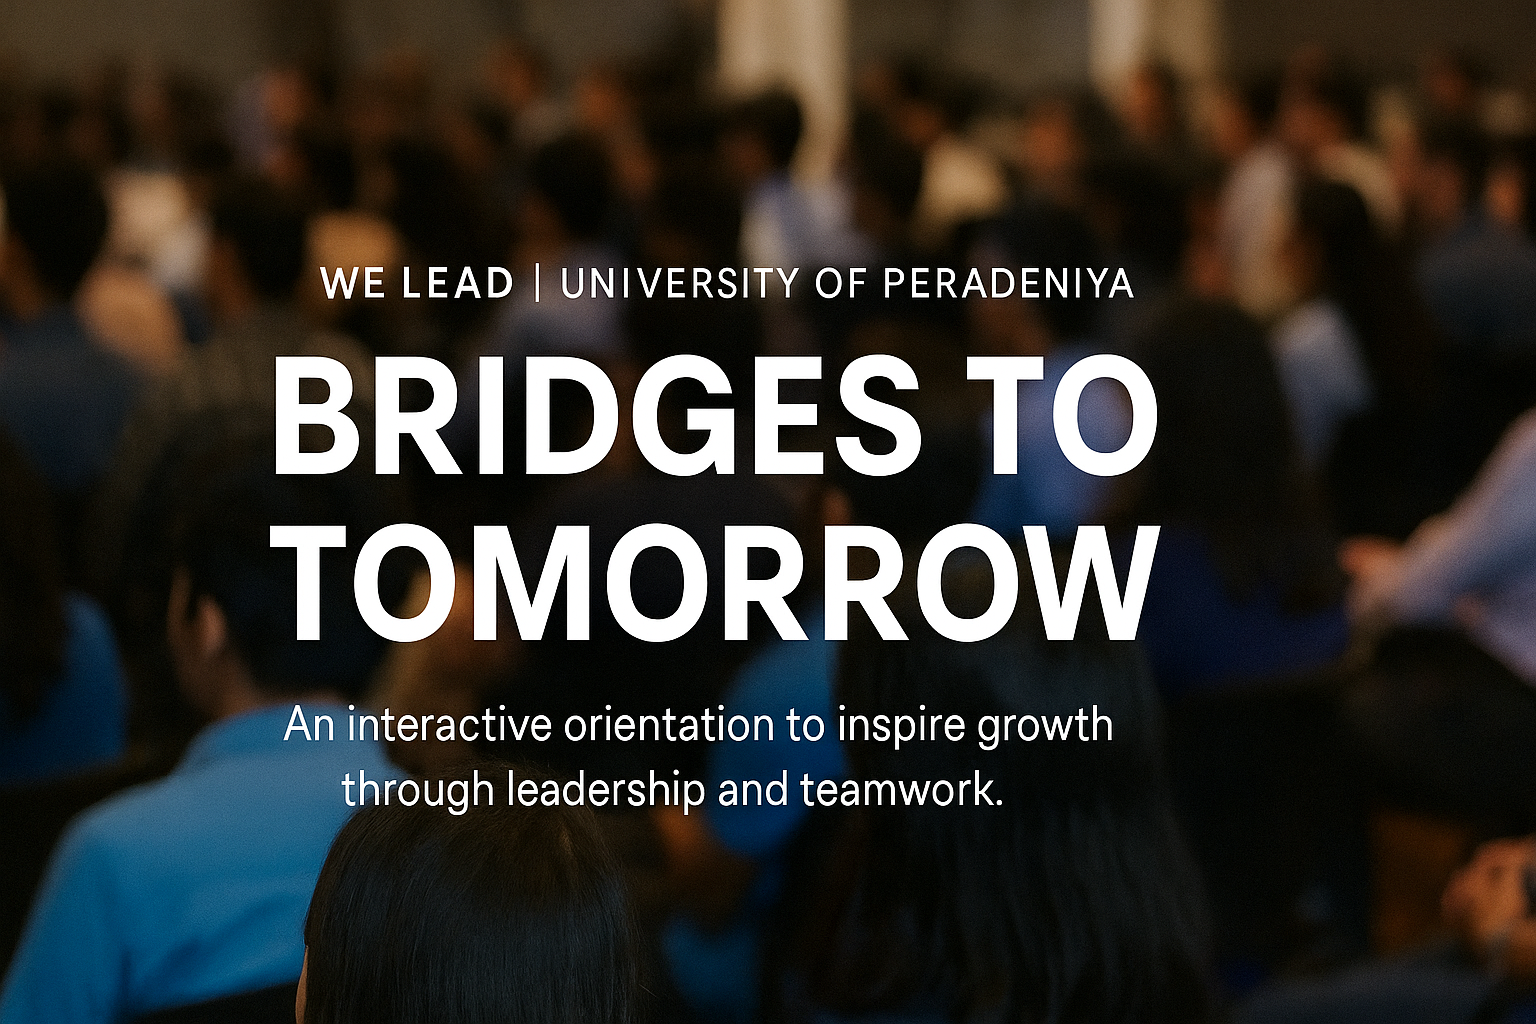 WE LEAD | UNIVERSITY OF PERADENIYA
BRIDGES TO
TOMORROW
An interactive orientation to inspire growth
through leadership and teamwork.